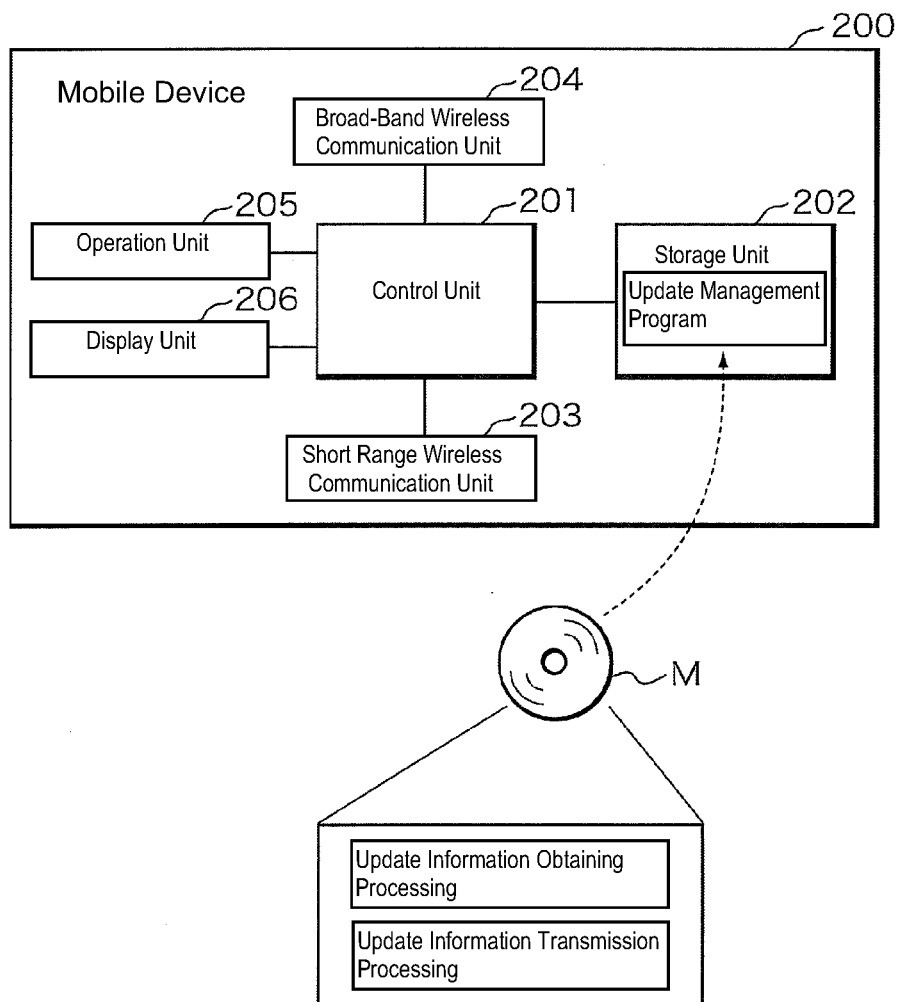 200
Mobile Device
204
Broad-Band Wireless
Communication Unit
205
Operation Unit
201
Control Unit
202
Storage Unit
Update Management
Program
206
Display Unit
203
Short Range Wireless
Communication Unit
M
Update Information Obtaining
Processing
Update Information Transmission
Processing